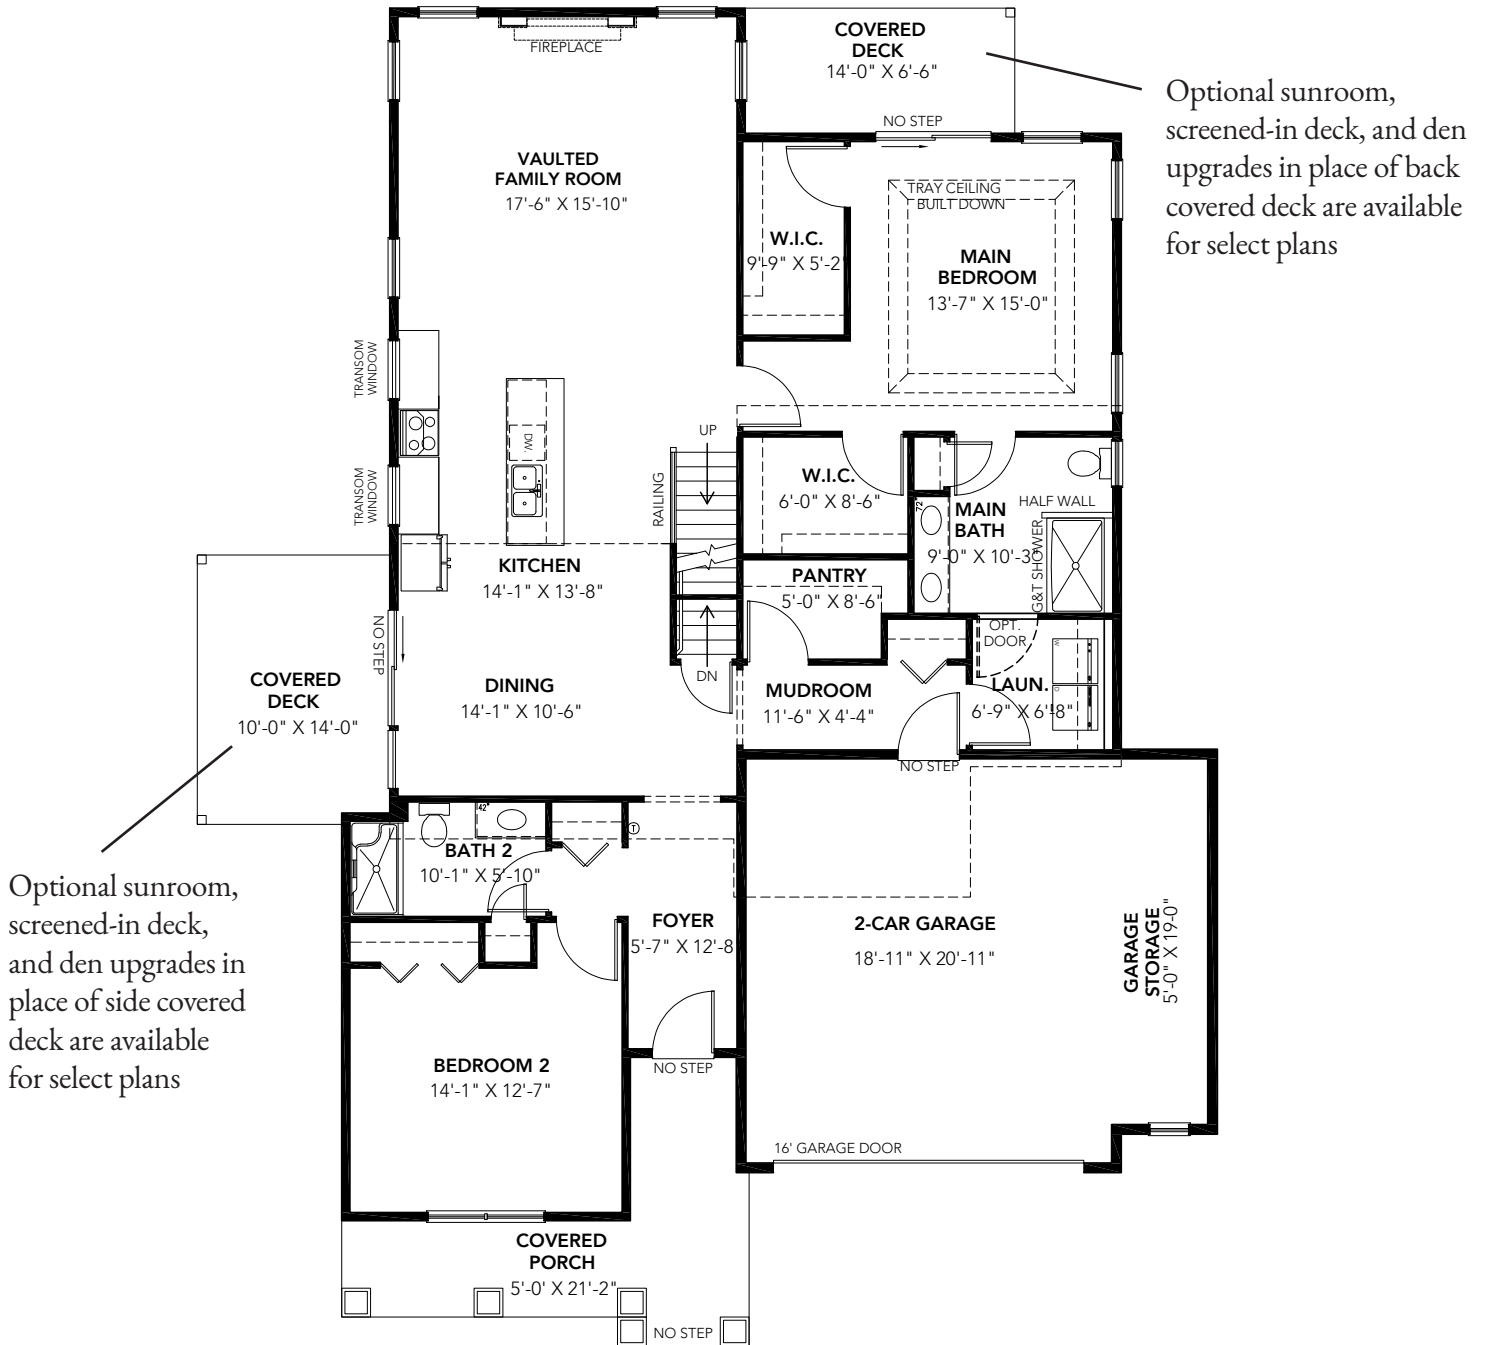 COVERED
DECK
14'-0" X 6'-6"
FIREPLACE
NO STEP
Optional sunroom,
screened-in deck, and den
upgrades in place of back
covered deck are available
for select plans
VAULTED
FAMILY ROOM
17'-6" X 15'-10"
TRAY CEILING
BUILT DOWN
W.I.C.
9'-9" X 5'-2"
MAIN
BEDROOM
13'-7" X 15'-0"
TRANSOM
WINDOW
DW.
UP
RAILING
TRANSOM
WINDOW
W.I.C.
6'-0" X 8'-6"
72"
MAIN
BATH
9'-0" X 10'-3"
HALF WALL
G&T SHOWER
KITCHEN
14'-1" X 13'-8"
PANTRY
5'-0" X 8'-6"
NO STEP
OPT.
DOOR
W
D
COVERED
DECK
10'-0" X 14'-0"
DINING
14'-1" X 10'-6"
DN
MUDROOM
11'-6" X 4'-4"
LAUN.
6'-9" X 6'-8"
NO STEP
42"
T
BATH 2
10'-1" X 5'-10"
Optional sunroom,
screened-in deck,
and den upgrades in
place of side covered
deck are available
for select plans
FOYER
5'-7" X 12'-8
2-CAR GARAGE
18'-11" X 20'-11"
GARAGE
STORAGE
5'-0" X 19'-0"
BEDROOM 2
14'-1" X 12'-7"
NO STEP
16' GARAGE DOOR
COVERED
PORCH
5'-0' X 21'-2"
NO STEP